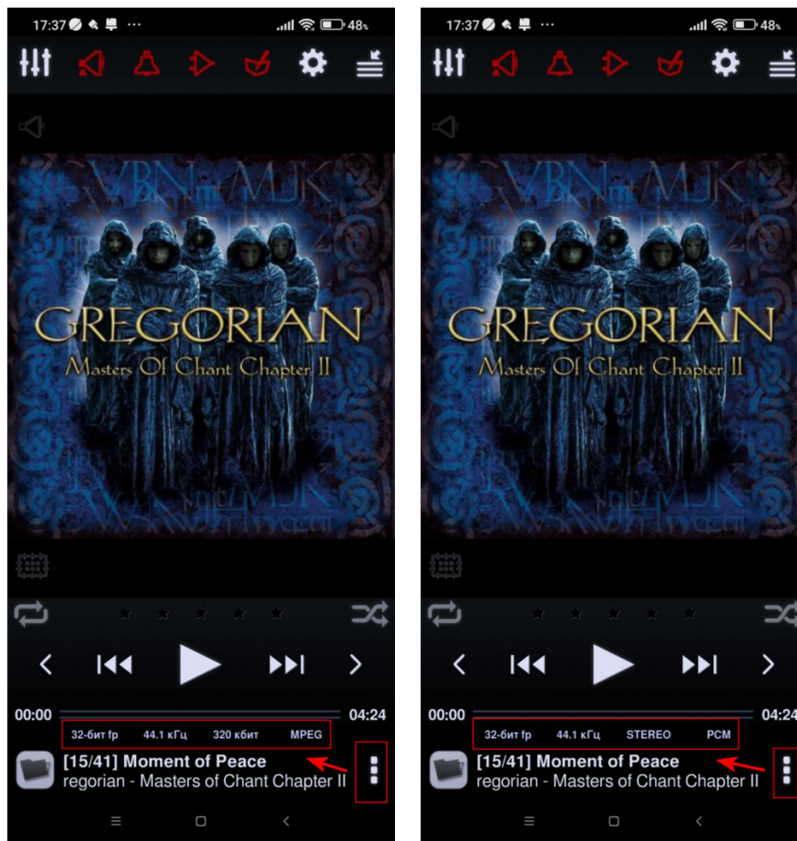 17:37 ... 48%
GREGORIAN
Masters Of Chant Chapter II
00:00 04:24
32-бит fp 44.1 кГц 320 кбит MPEG
[15/41] Moment of Peace
regorian - Masters of Chant Chapter II
17:37 ... 48%
GREGORIAN
Masters Of Chant Chapter II
00:00 04:24
32-бит fp 44.1 кГц STEREO PCM
[15/41] Moment of Peace
regorian - Masters of Chant Chapter II